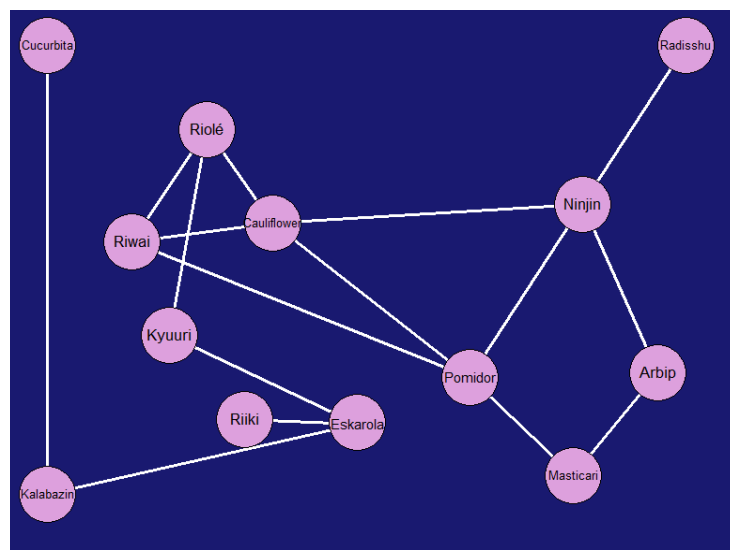 Cucurbita
Radisshu
Riolé
Ninjin
Cauliflower
Riwai
Kyuuri
Arbip
Pomidor
Riiki
Eskarola
Masticari
Kalabazin